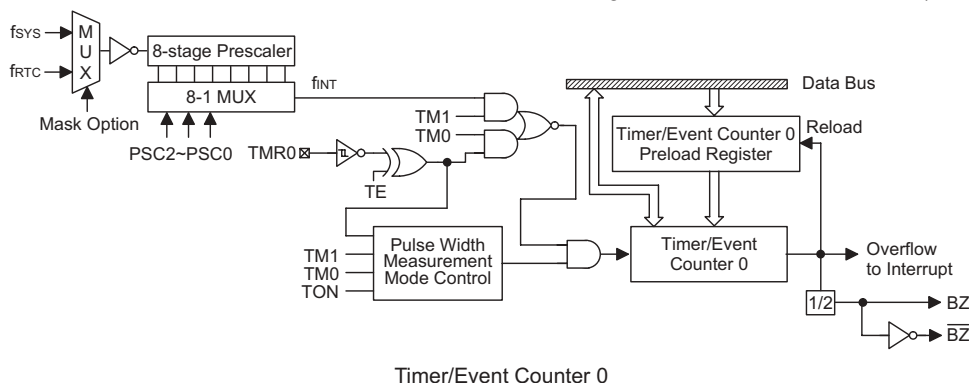 fSYS
fRTC
M
U
X
Mask Option
8-stage Prescaler
8-1 MUX
PSC2~PSC0
fINT
TM1
TM0
TMR0
TE
TM1
TM0
TON
Pulse Width
Measurement
Mode Control
Data Bus
Timer/Event Counter 0
Preload Register
Reload
Timer/Event
Counter 0
Overflow
to Interrupt
1/2
BZ
BZ
Timer/Event Counter 0